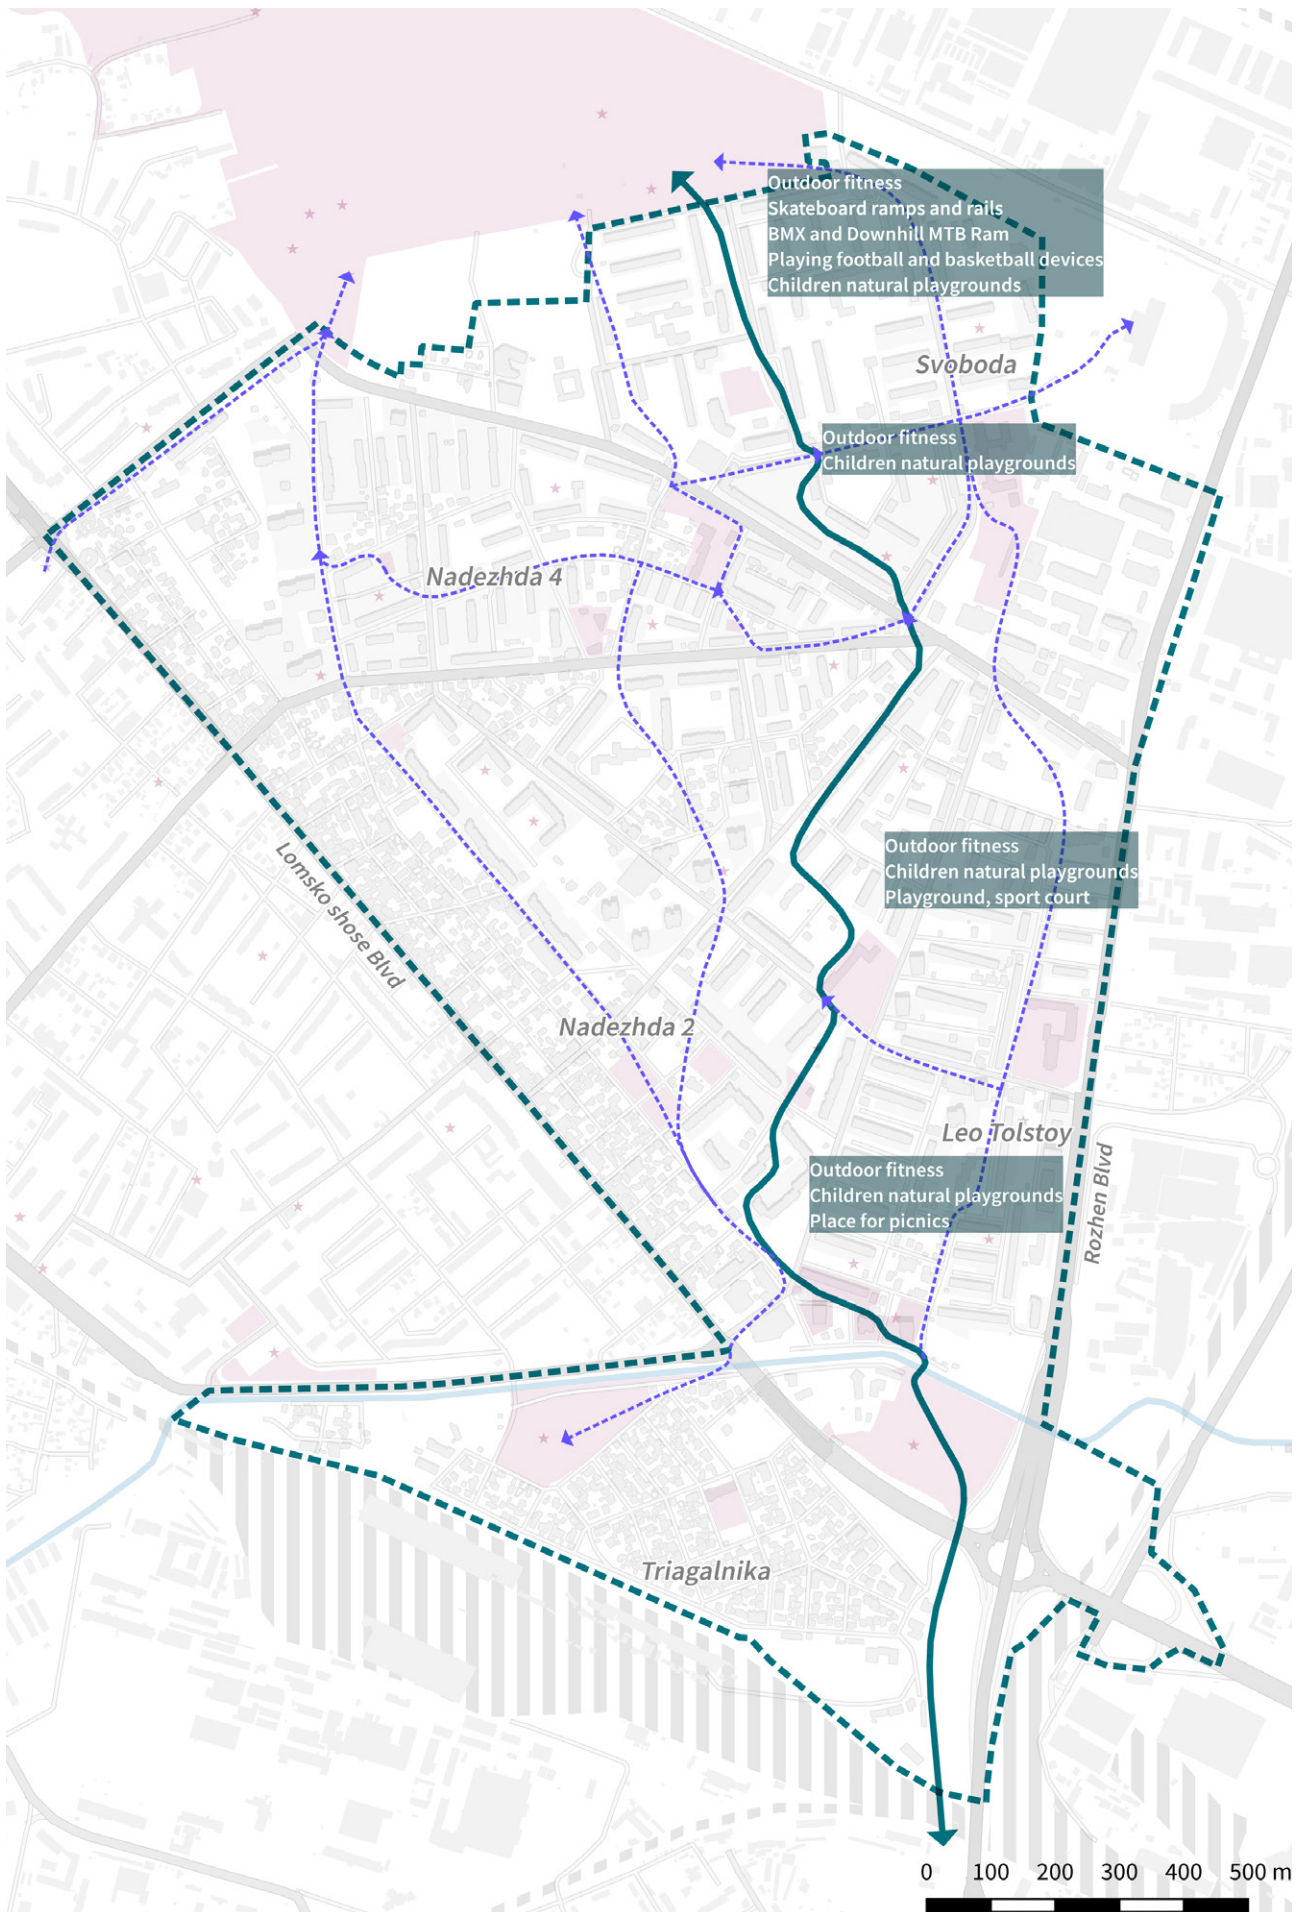 Outdoor fitness
Skateboard ramps and rails
BMX and Downhill MTB Ram
Playing football and basketball devices
Children natural playgrounds
Svoboda
Outdoor fitness
Children natural playgrounds
Nadezhda 4
Outdoor fitness
Children natural playgrounds
Playground, sport court
Lomsko shose Blvd
Nadezhda 2
Leo Tolstoy
Outdoor fitness
Children natural playgrounds
Place for picnics
Rozhen Blvd
Triagalnika
0 100 200 300 400 500 m